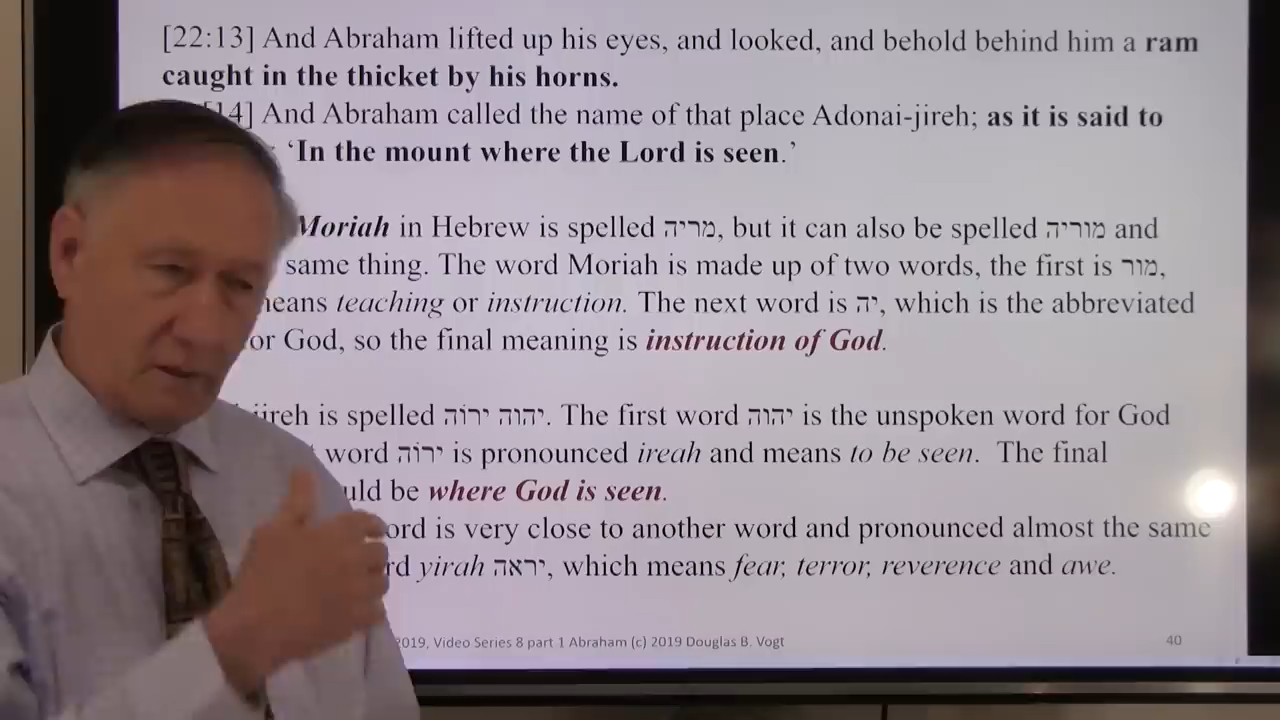 [22:13] And Abraham lifted up his eyes, and looked, and behold behind him a ram
caught in the thicket by his horns.
14] And Abraham called the name of that place Adonai-jireh; as it is said to
‘In the mount where the Lord is seen.’
Moriah in Hebrew is spelled מריה, but it can also be spelled מוריה and
same thing. The word Moriah is made up of two words, the first is מור,
means teaching or instruction. The next word is יה, which is the abbreviated
or God, so the final meaning is instruction of God.
jireh is spelled יהוה ירוֹה. The first word יהוה is the unspoken word for God
word ירוֹה is pronounced ireah and means to be seen. The final
uld be where God is seen.
ord is very close to another word and pronounced almost the same
rd yirah יראה, which means fear, terror, reverence and awe.
2019, Video Series 8 part 1 Abraham (c) 2019 Douglas B. Vogt
40